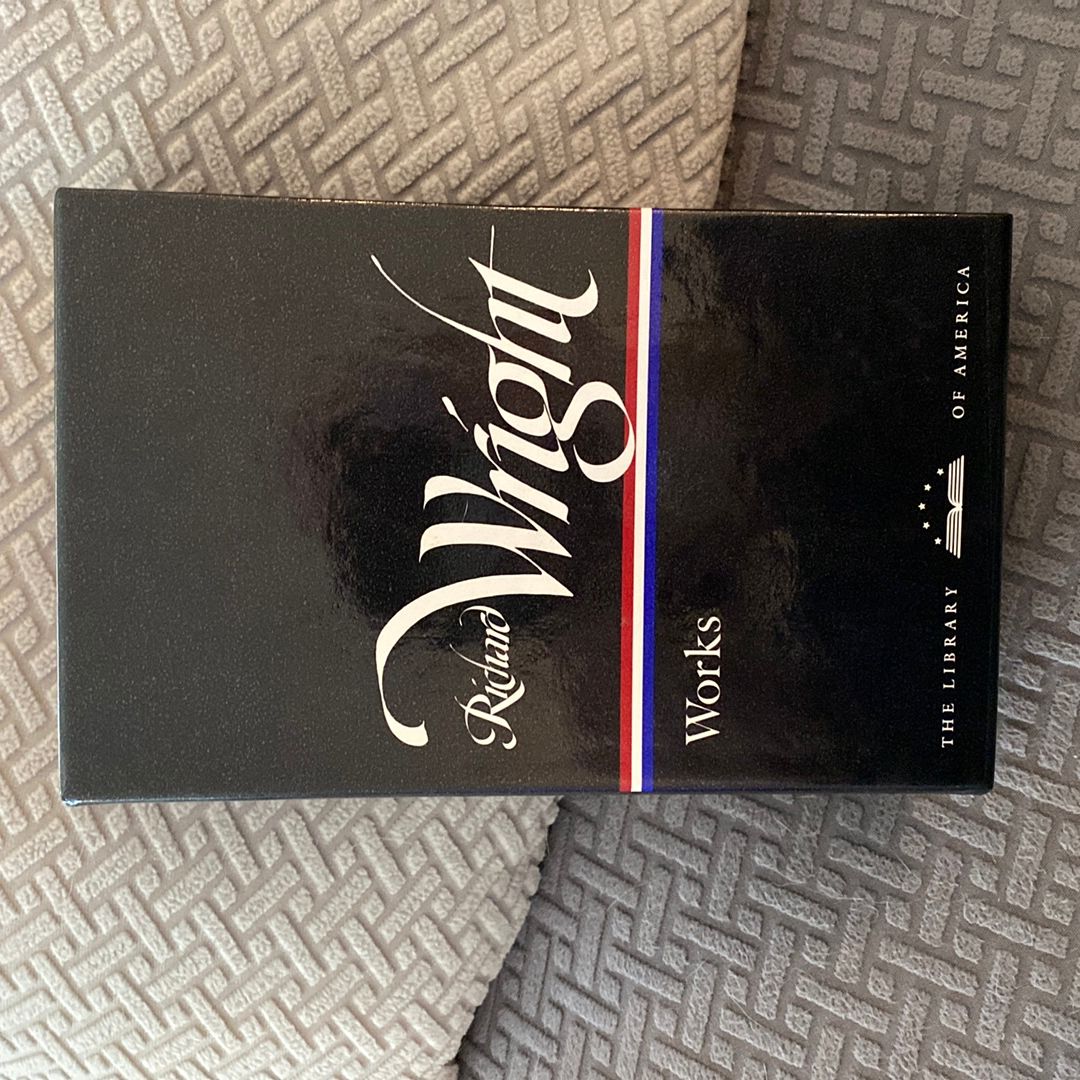 Richard
Wright
Works
THE LIBRARY OF AMERICA